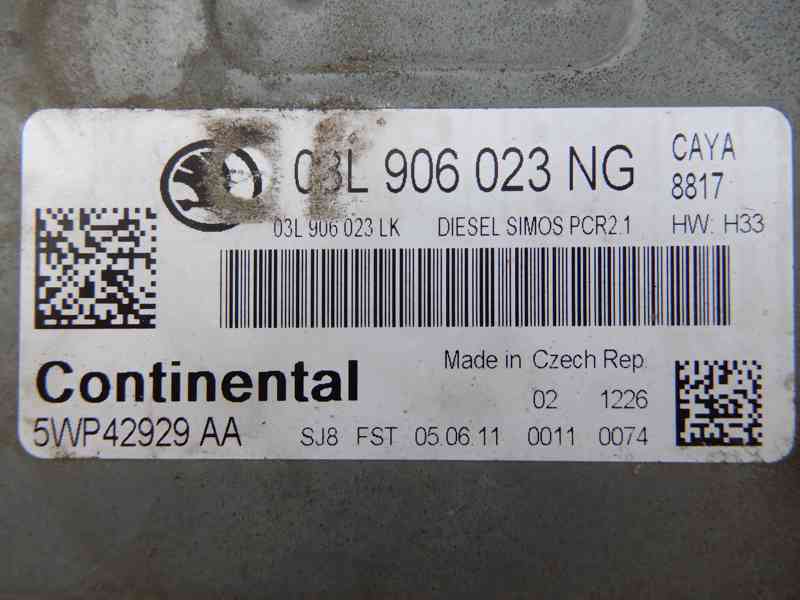 03L 906 023 NG
CAYA
8817
03L 906 023 LK DIESEL SIMOS PCR2.1 HW: H33
Continental
Made in Czech Rep
02 1226
5WP42929 AA
SJ8 FST 05.06.11 0011 0074